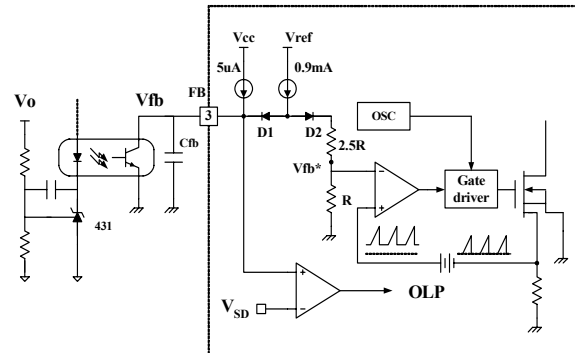 Vcc Vref
5uA 0.9mA
Vo Vfb FB
3
OSC
Cfb D1 D2
2.5R
Vfb*
Gate
driver
R
431
OLP
VSD